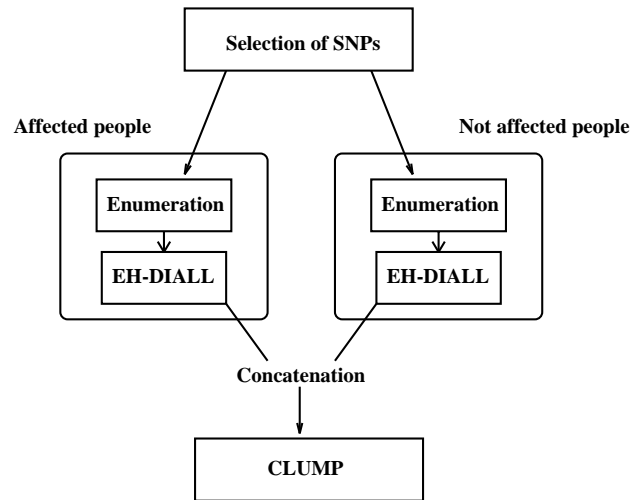 Selection of SNPs
Affected people
Not affected people
Enumeration
Enumeration
EH-DIALL
EH-DIALL
Concatenation
CLUMP